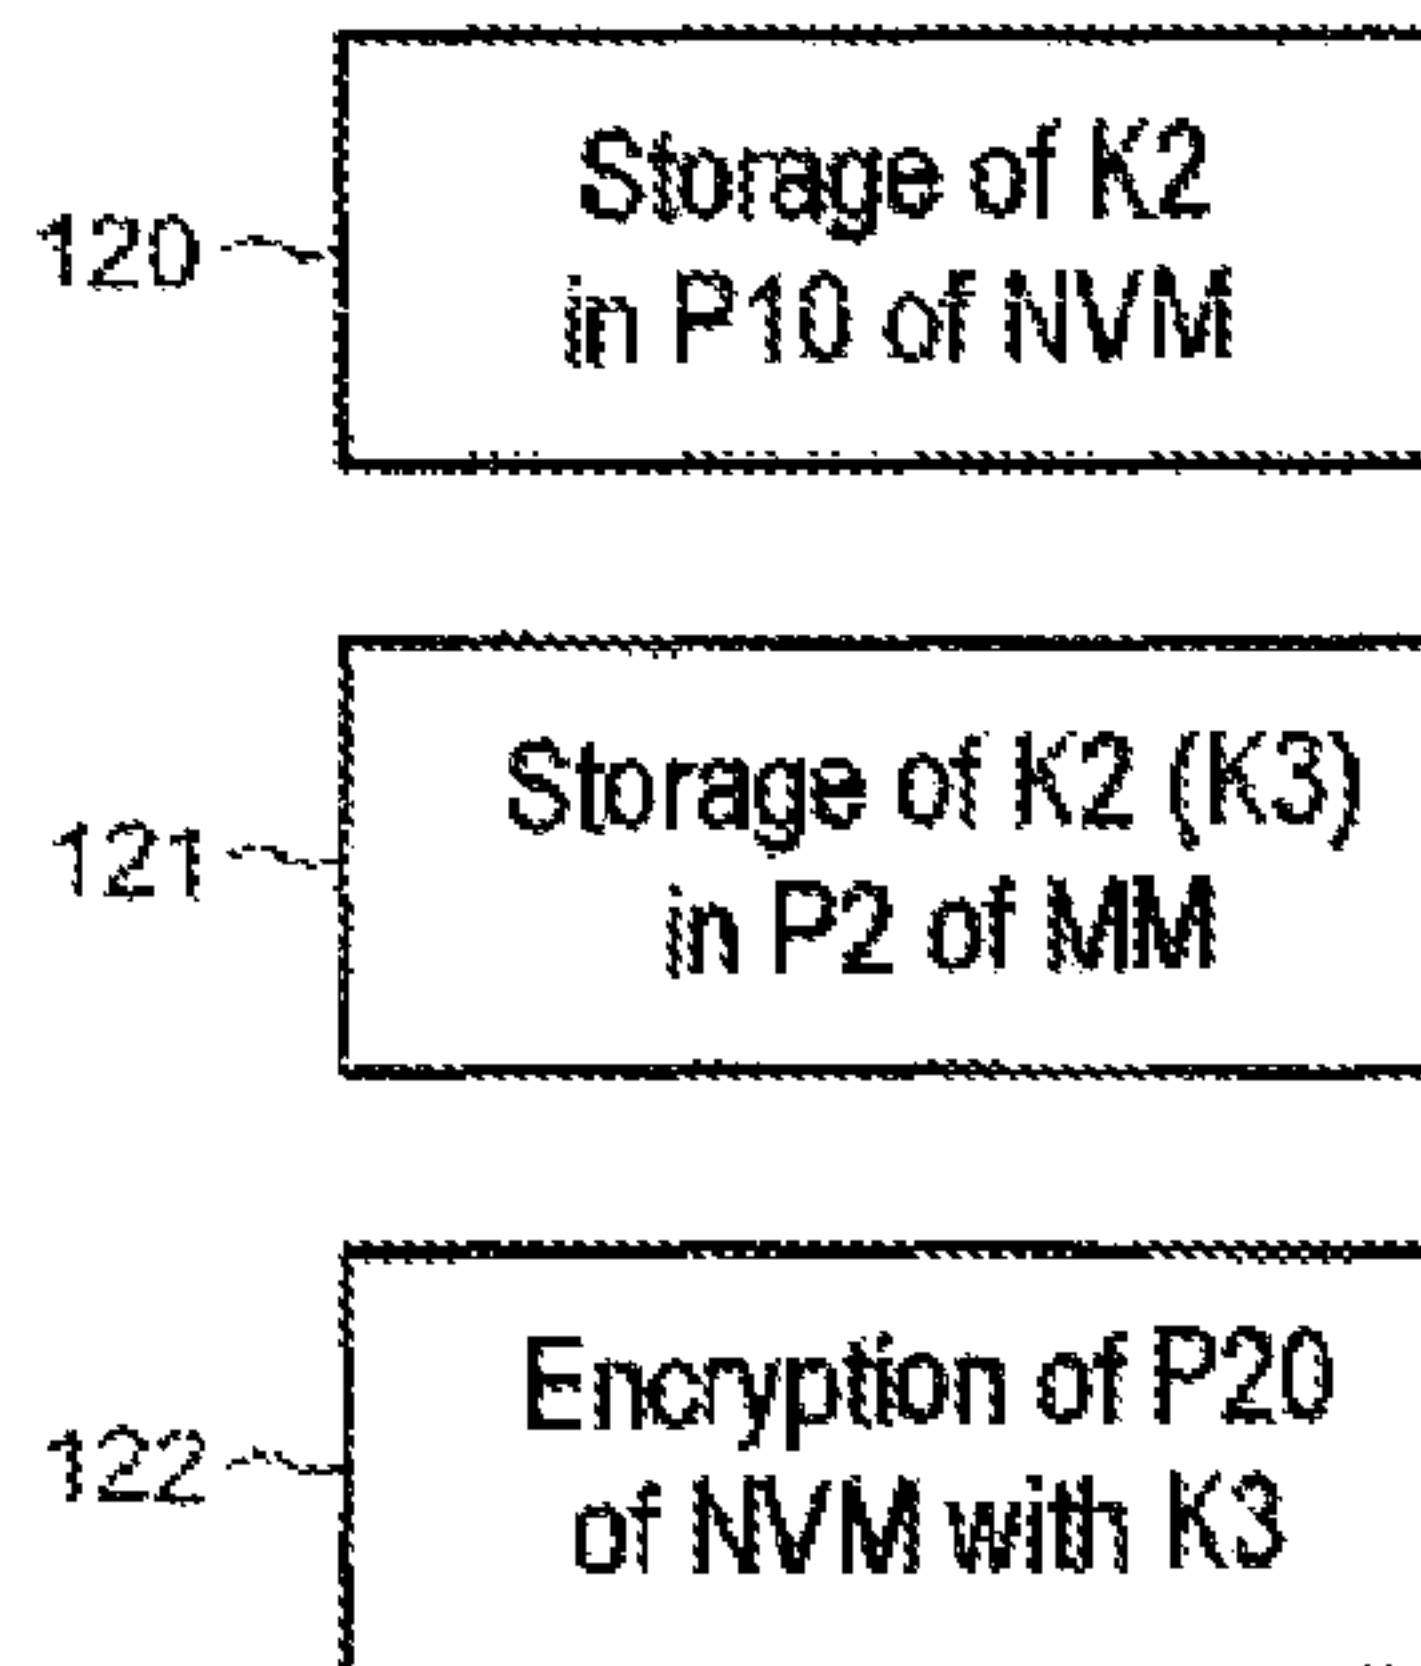 120
Storage of K2
in P10 of NVM
121
Storage of K2 (K3)
in P2 of MM
122
Encryption of P20
of NVM with K3